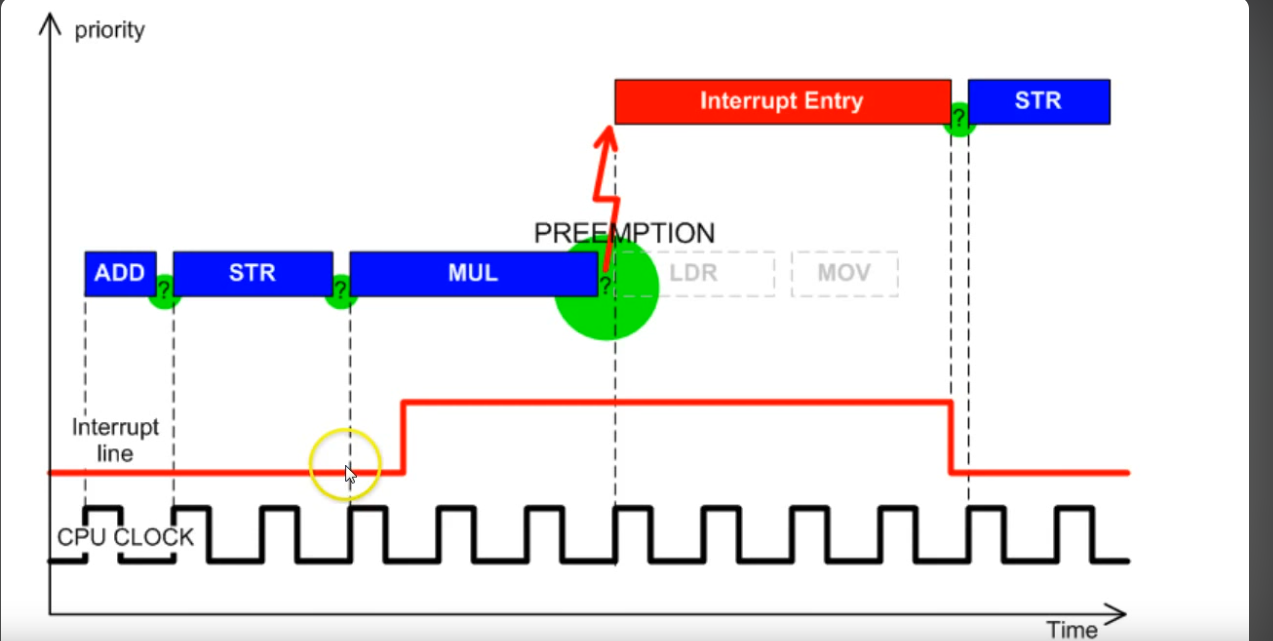 priority
Interrupt Entry
?
STR
PREEMPTION
ADD
?
STR
?
MUL
?
LDR
MOV
Interrupt
line
CPU CLOCK
Time